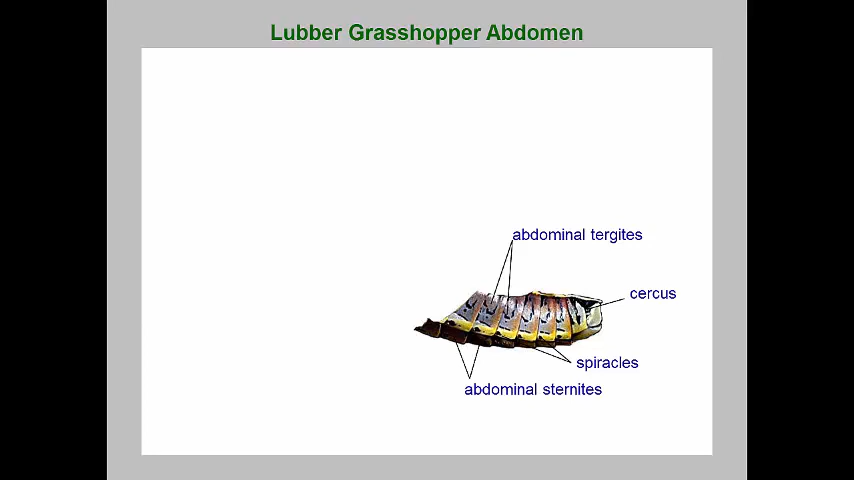 Lubber Grasshopper Abdomen
abdominal tergites
cercus
spiracles
abdominal sternites